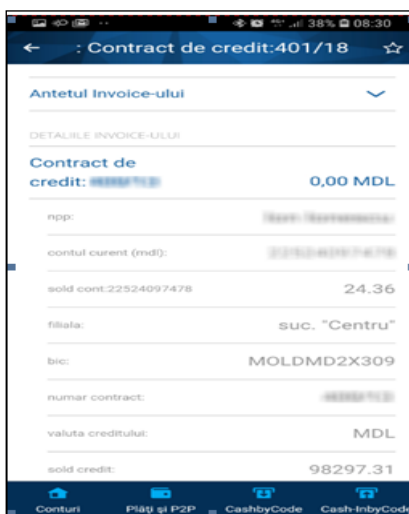 38% 08:30
: Contract de credit:401/18
Antetul Invoice-ului
DETALIILE INVOICE-ULUI
Contract de
credit:
0,00 MDL
npp:
contul curent (mdl):
sold cont:22524097478
24.36
filiala:
suc. "Centru"
bic:
MOLDMD2X309
numar contract:
valuta creditului:
MDL
sold credit:
98297.31
Conturi Plăți și P2P CashbyCode Cash-InbyCode